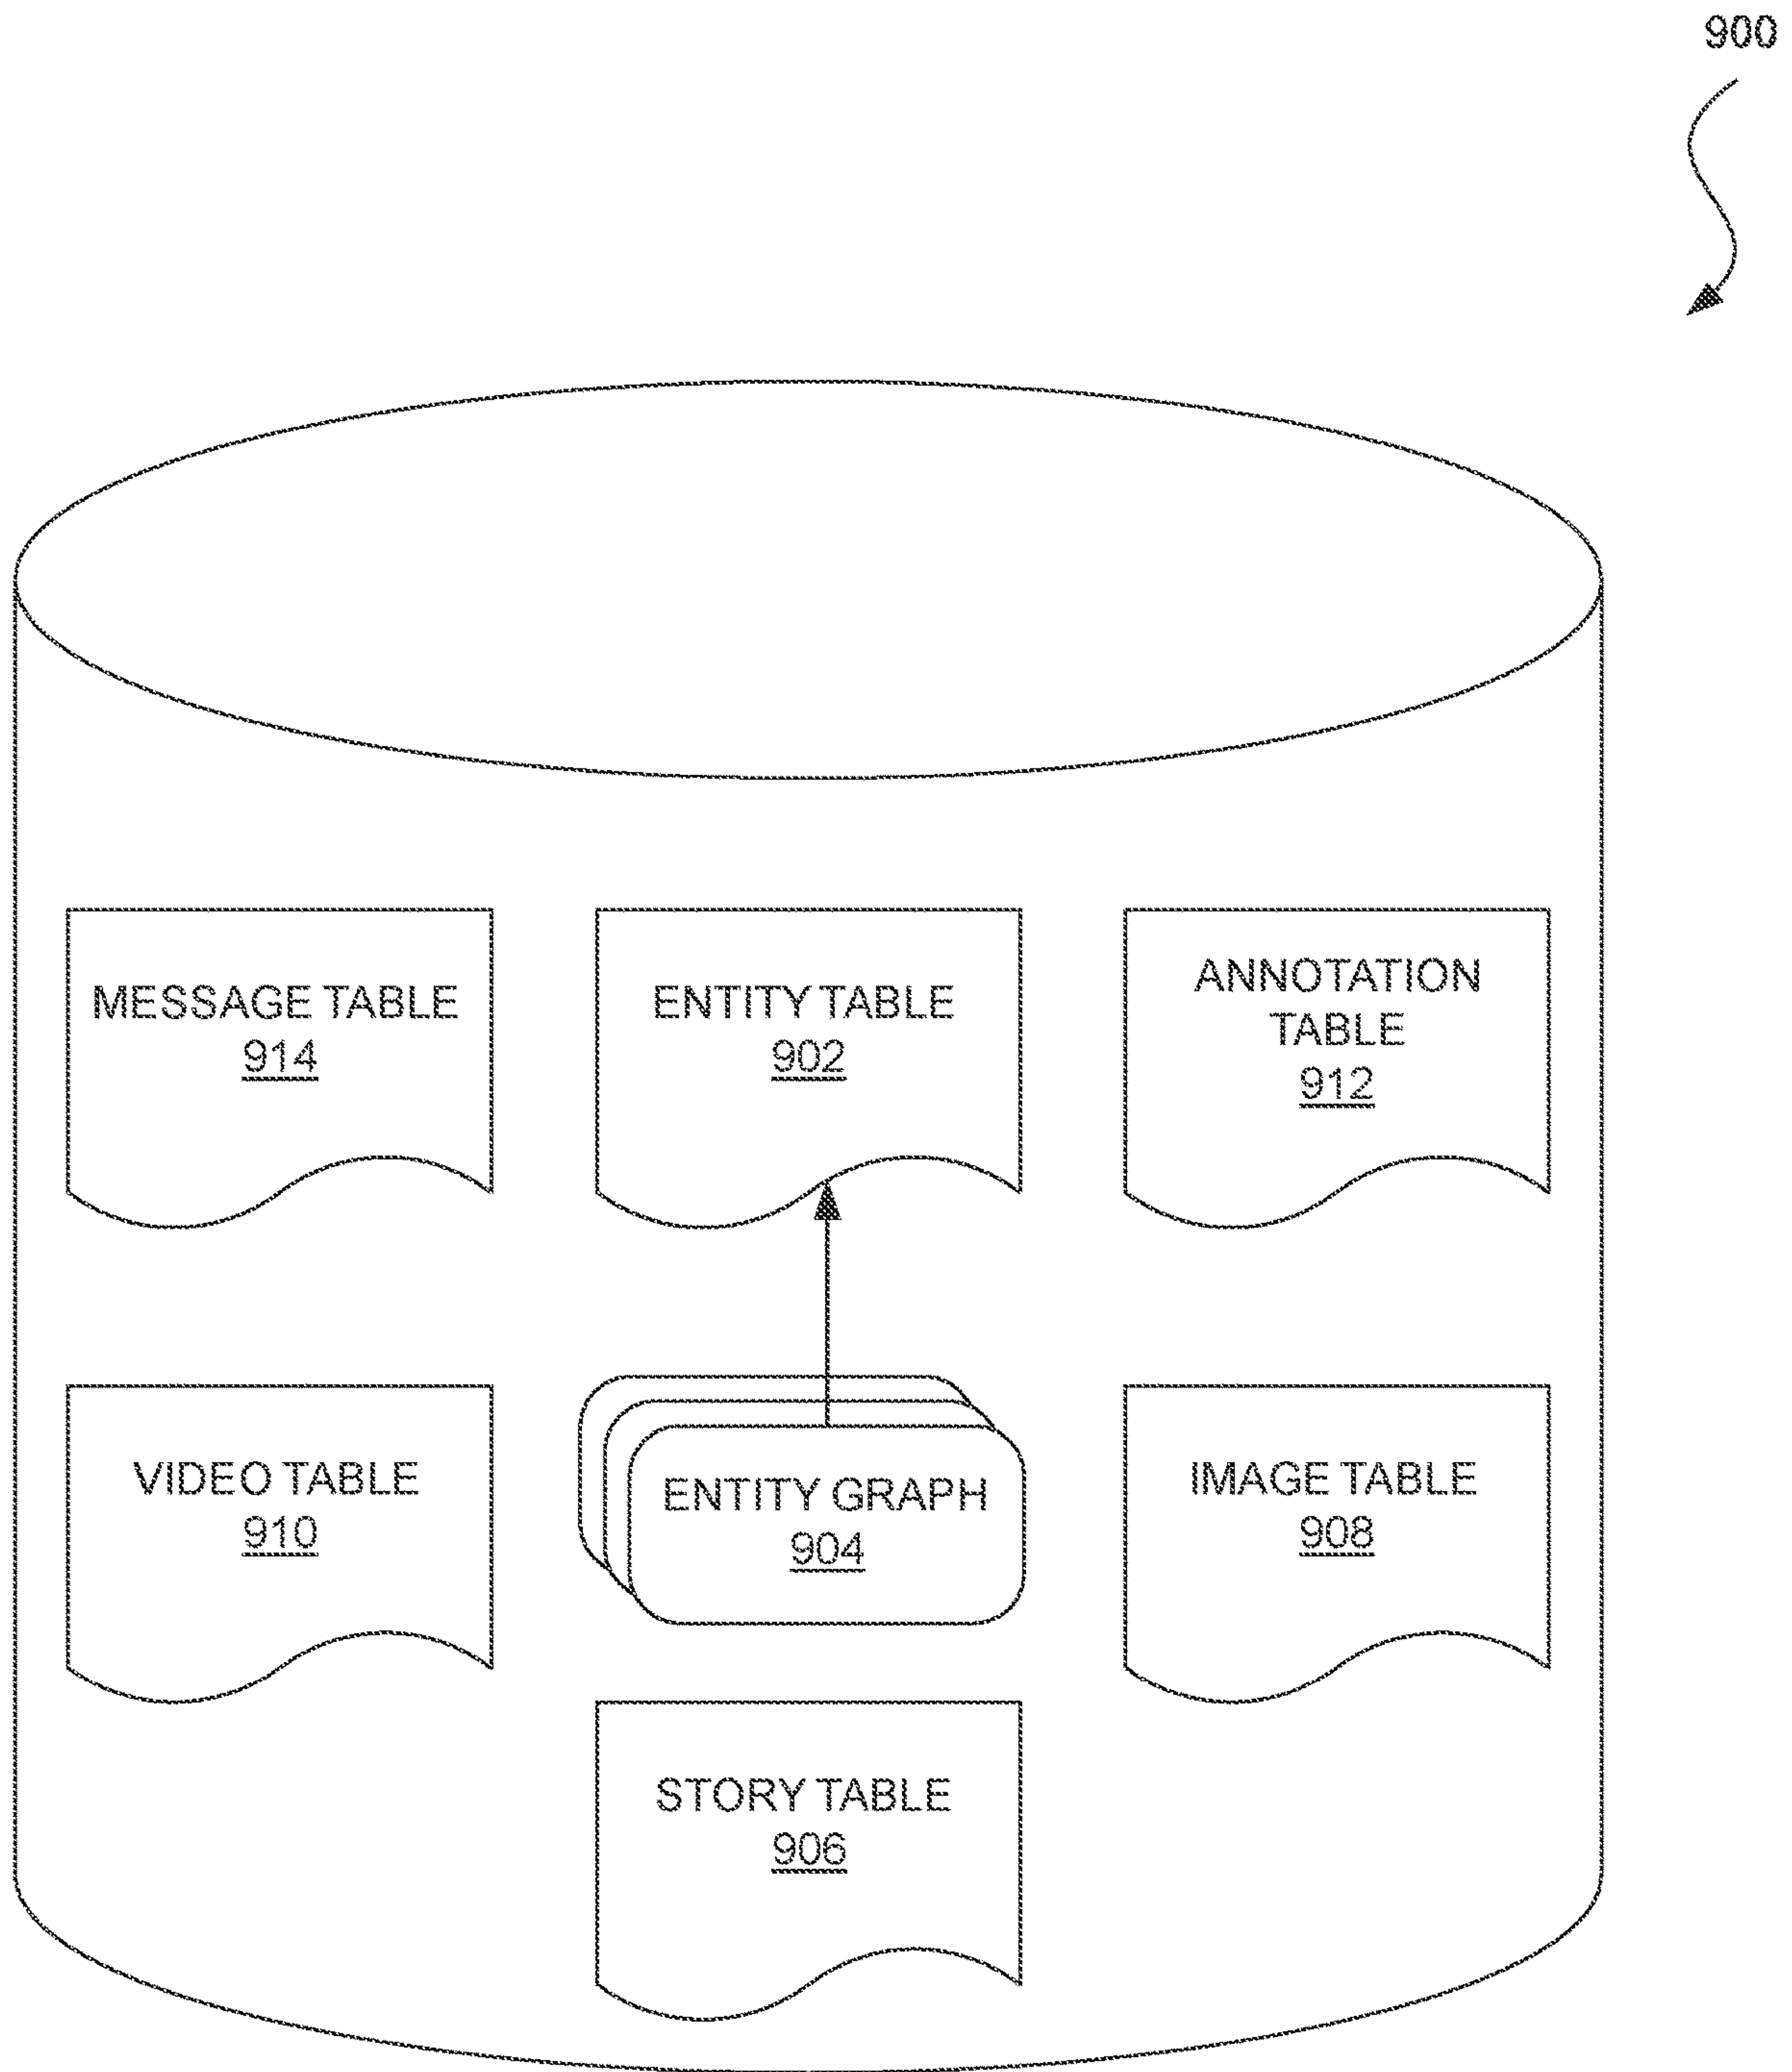 900
MESSAGE TABLE
914
ENTITY TABLE
902
ANNOTATION
TABLE
912
VIDEO TABLE
910
ENTITY GRAPH
904
IMAGE TABLE
908
STORY TABLE
906